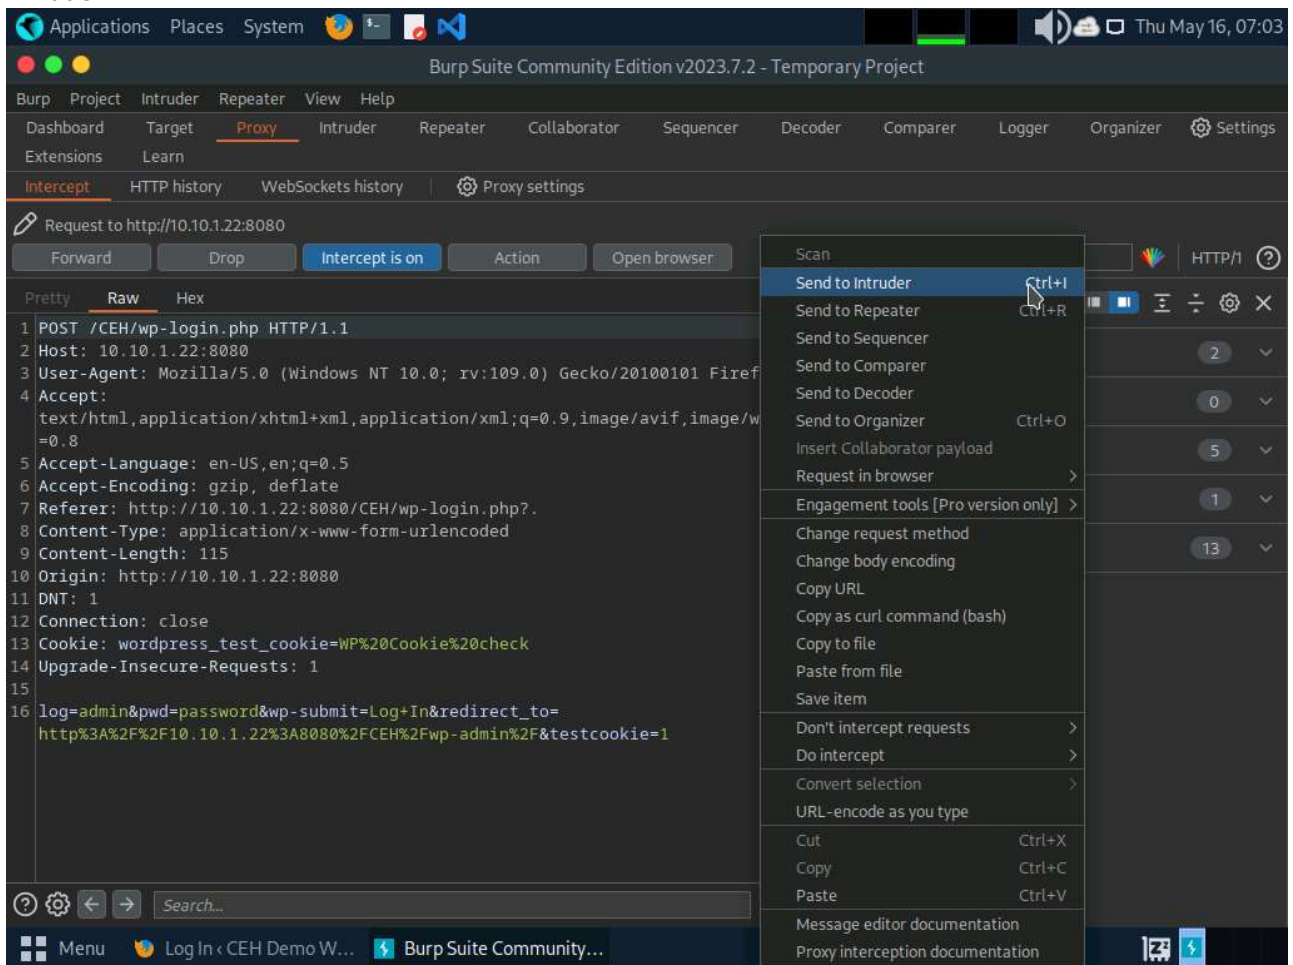 Applications Places System Thu May 16, 07:03
Burp Suite Community Edition v2023.7.2 - Temporary Project
Burp Project Intruder Repeater View Help
Dashboard Target Proxy Intruder Repeater Collaborator Sequencer Decoder Comparer Logger Organizer Settings
Extensions Learn
Intercept HTTP history WebSockets history Proxy settings
Request to http://10.10.1.22:8080
Forward Drop Intercept is on Action Open browser HTTP/1
Pretty Raw Hex
1 POST /CEH/wp-login.php HTTP/1.1
2 Host: 10.10.1.22:8080
3 User-Agent: Mozilla/5.0 (Windows NT 10.0; rv:109.0) Gecko/20100101 Firef
4 Accept:
text/html,application/xhtml+xml,application/xml;q=0.9,image/avif,image/w
=0.8
5 Accept-Language: en-US,en;q=0.5
6 Accept-Encoding: gzip, deflate
7 Referer: http://10.10.1.22:8080/CEH/wp-login.php?.
8 Content-Type: application/x-www-form-urlencoded
9 Content-Length: 115
10 Origin: http://10.10.1.22:8080
11 DNT: 1
12 Connection: close
13 Cookie: wordpress_test_cookie=WP%20Cookie%20check
14 Upgrade-Insecure-Requests: 1
15
16 log=admin&pwd=password&wp-submit=Log+In&redirect_to=
http%3A%2F%2F10.10.1.22%3A8080%2FCEH%2Fwp-admin%2F&testcookie=1
Scan
Send to Intruder Ctrl+I
Send to Repeater Ctrl+R
Send to Sequencer
Send to Comparer
Send to Decoder
Send to Organizer Ctrl+O
Insert Collaborator payload
Request in browser
Engagement tools [Pro version only]
Change request method
Change body encoding
Copy URL
Copy as curl command (bash)
Copy to file
Paste from file
Save item
Don't intercept requests
Do intercept
Convert selection
URL-encode as you type
Cut Ctrl+X
Copy Ctrl+C
Paste Ctrl+V
Message editor documentation
Proxy interception documentation
2
0
5
1
13
Search...
Menu Log In ‹ CEH Demo W... Burp Suite Community...